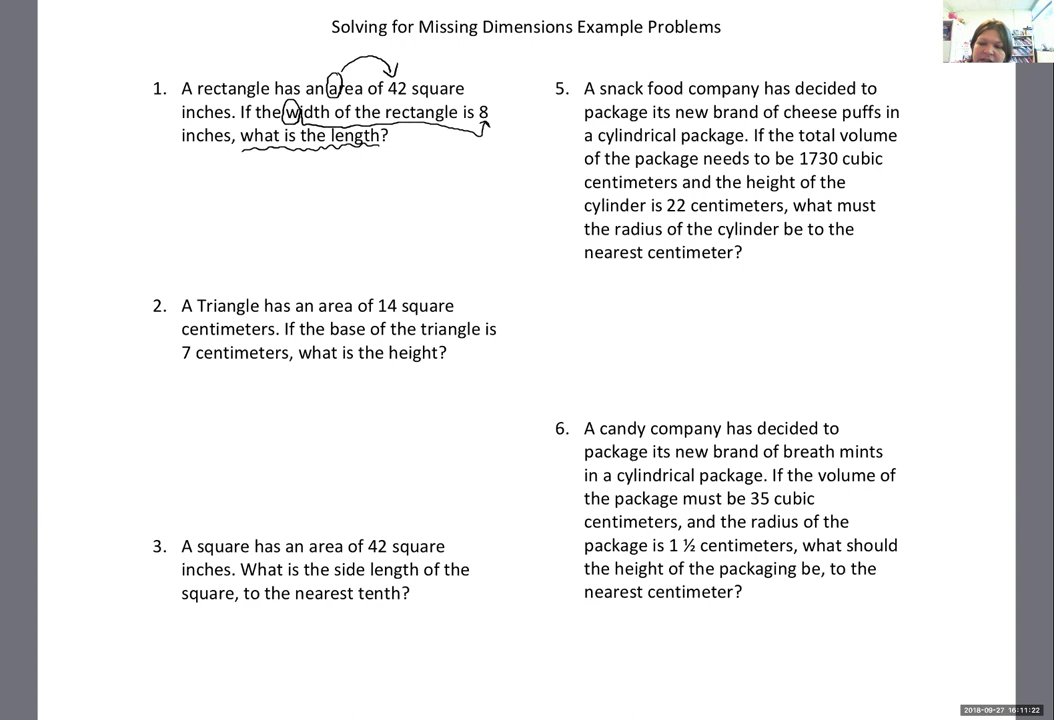 Solving for Missing Dimensions Example Problems
1. A rectangle has an area of 42 square
inches. If the width of the rectangle is 8
inches, what is the length?
2. A Triangle has an area of 14 square
centimeters. If the base of the triangle is
7 centimeters, what is the height?
3. A square has an area of 42 square
inches. What is the side length of the
square, to the nearest tenth?
5. A snack food company has decided to
package its new brand of cheese puffs in
a cylindrical package. If the total volume
of the package needs to be 1730 cubic
centimeters and the height of the
cylinder is 22 centimeters, what must
the radius of the cylinder be to the
nearest centimeter?
6. A candy company has decided to
package its new brand of breath mints
in a cylindrical package. If the volume of
the package must be 35 cubic
centimeters, and the radius of the
package is 1 ½ centimeters, what should
the height of the packaging be, to the
nearest centimeter?
2018-09-27 16:11:22